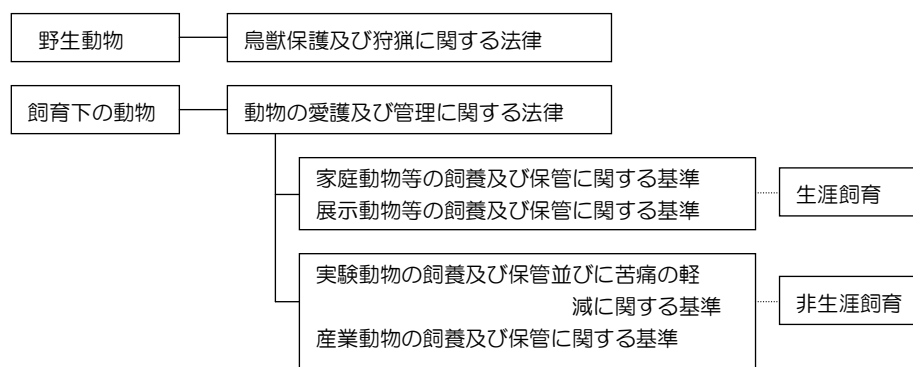 野生動物
鳥獣保護及び狩猟に関する法律
飼育下の動物
動物の愛護及び管理に関する法律
家庭動物等の飼養及び保管に関する基準
展示動物等の飼養及び保管に関する基準
生涯飼育
実験動物の飼養及び保管並びに苦痛の軽
減に関する基準
産業動物の飼養及び保管に関する基準
非生涯飼育